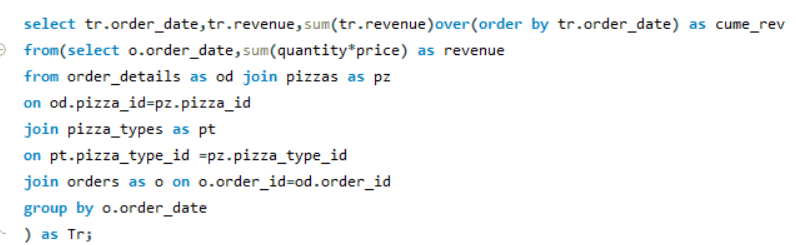 select tr.order_date,tr.revenue,sum(tr.revenue)over(order by tr.order_date) as cume_rev
from(select o.order_date,sum(quantity*price) as revenue
from order_details as od join pizzas as pz
on od.pizza_id=pz.pizza_id
join pizza_types as pt
on pt.pizza_type_id =pz.pizza_type_id
join orders as o on o.order_id=od.order_id
group by o.order_date
) as Tr;